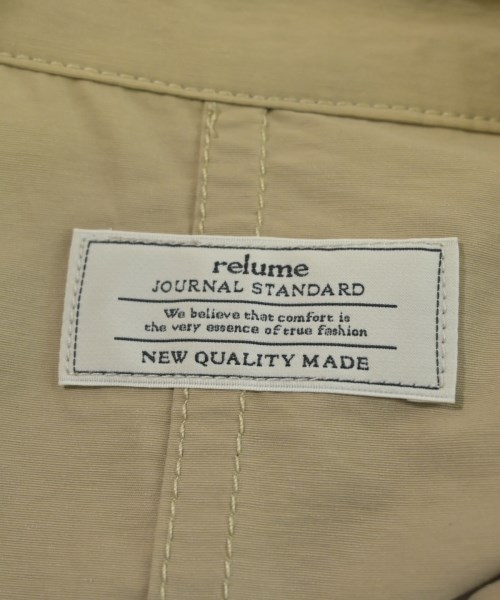 relume
JOURNAL STANDARD
We believe that comfort is
the very essence of true fashion
NEW QUALITY MADE